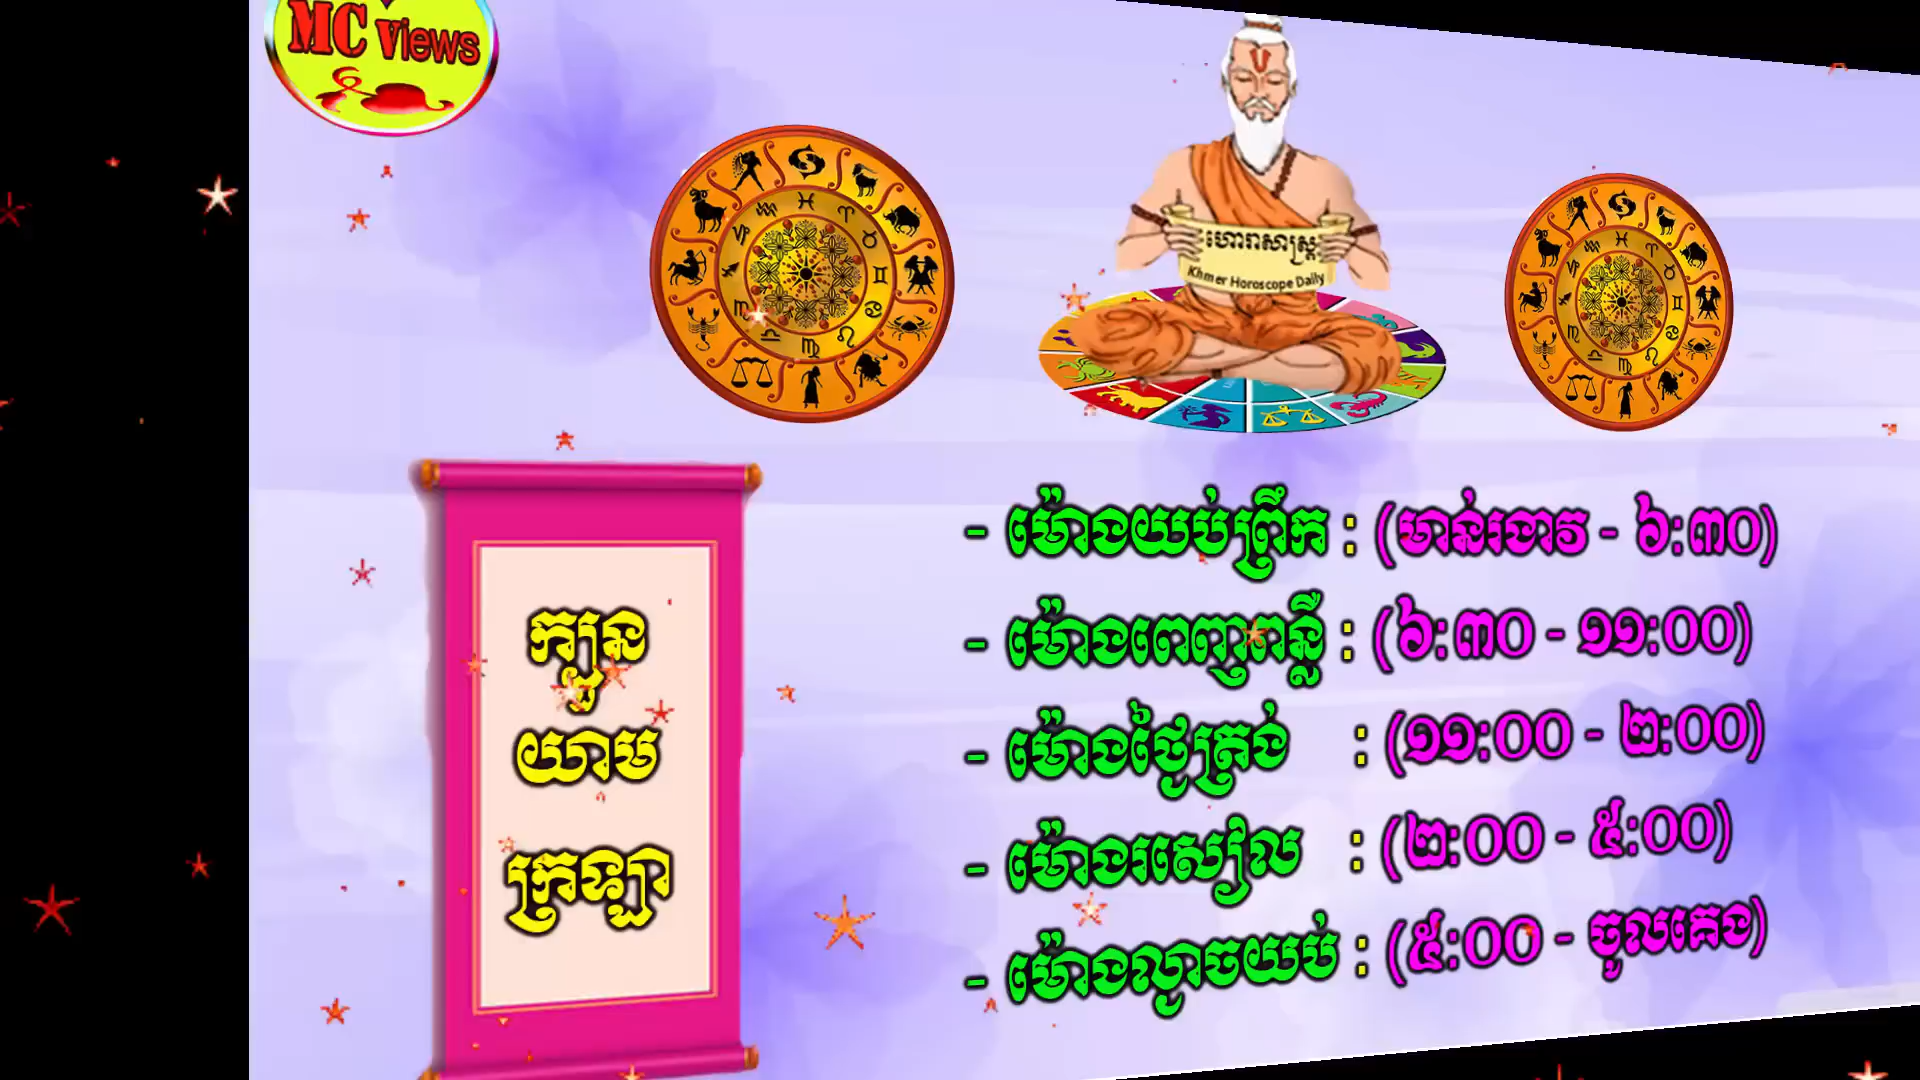 MC Views
ហោរាសាស្ត្រ
Khmer Horoscope Daily
ក្បួន
យាម
ក្រឡា
- ម៉ោងយប់ព្រឹក : (មាន់រងាវ - ៦:៣០)
- ម៉ោងពេញពន្លឺ : (៦:៣០ - ១១:០០)
- ម៉ោងថ្ងៃត្រង់ : (១១:០០ - ២:០០)
- ម៉ោងរសៀល : (២:០០ - ៥:០០)
- ម៉ោងល្ងាចយប់ : (៥:០០ - ចូលគេង)